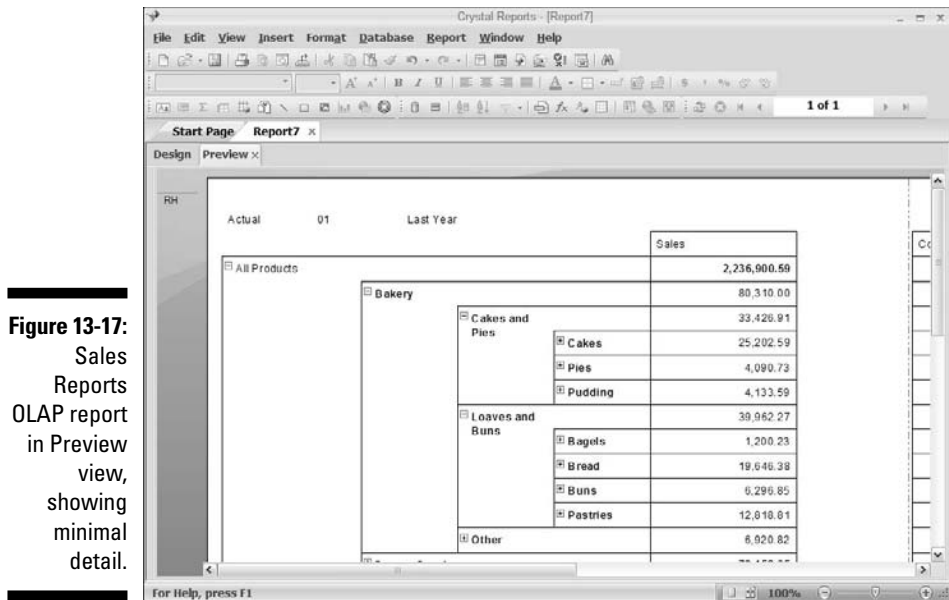 Crystal Reports - [Report7]
File Edit View Insert Format Database Report Window Help
1 of 1
Start Page Report7 ×
Design Preview ×
RH
Actual 01 Last Year
Sales
All Products 2,236,900.59
Bakery 80,310.00
Cakes and Pies 33,426.91
Cakes 25,202.59
Pies 4,090.73
Pudding 4,133.59
Loaves and Buns 39,962.27
Bagels 1,200.23
Bread 19,646.38
Buns 6,296.85
Pastries 12,818.81
Other 6,920.82
For Help, press F1
100%
Figure 13-17:
Sales
Reports
OLAP report
in Preview
view,
showing
minimal
detail.